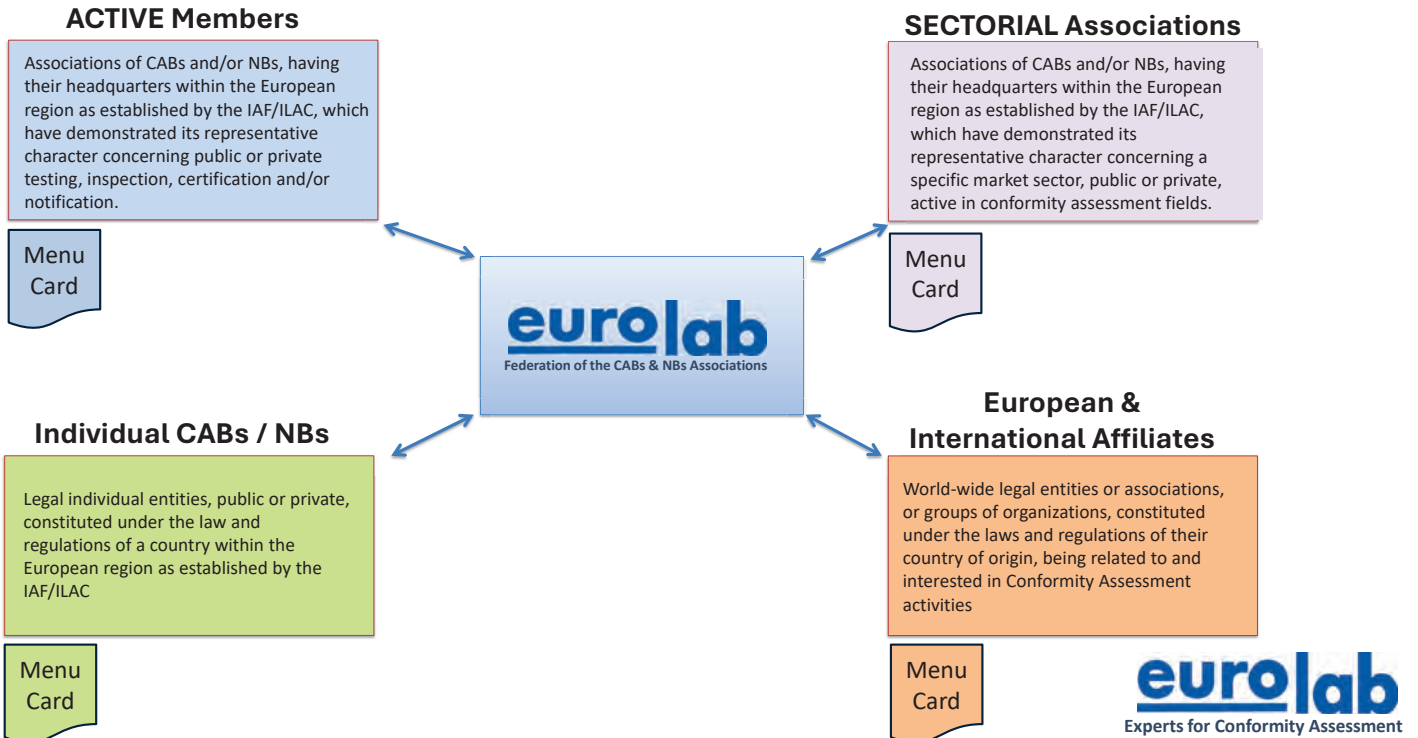 ACTIVE Members
Associations of CABs and/or NBs, having
their headquarters within the European
region as established by the IAF/ILAC, which
have demonstrated its representative
character concerning public or private
testing, inspection, certification and/or
notification.
Menu
Card
SECTORIAL Associations
Associations of CABs and/or NBs, having
their headquarters within the European
region as established by the IAF/ILAC,
which have demonstrated its
representative character concerning a
specific market sector, public or private,
active in conformity assessment fields.
Menu
Card
eurolab
Federation of the CABs & NBs Associations
Individual CABs / NBs
Legal individual entities, public or private,
constituted under the law and
regulations of a country within the
European region as established by the
IAF/ILAC
Menu
Card
European &
International Affiliates
World-wide legal entities or associations,
or groups of organizations, constituted
under the laws and regulations of their
country of origin, being related to and
interested in Conformity Assessment
activities
Menu
Card
eurolab
Experts for Conformity Assessment